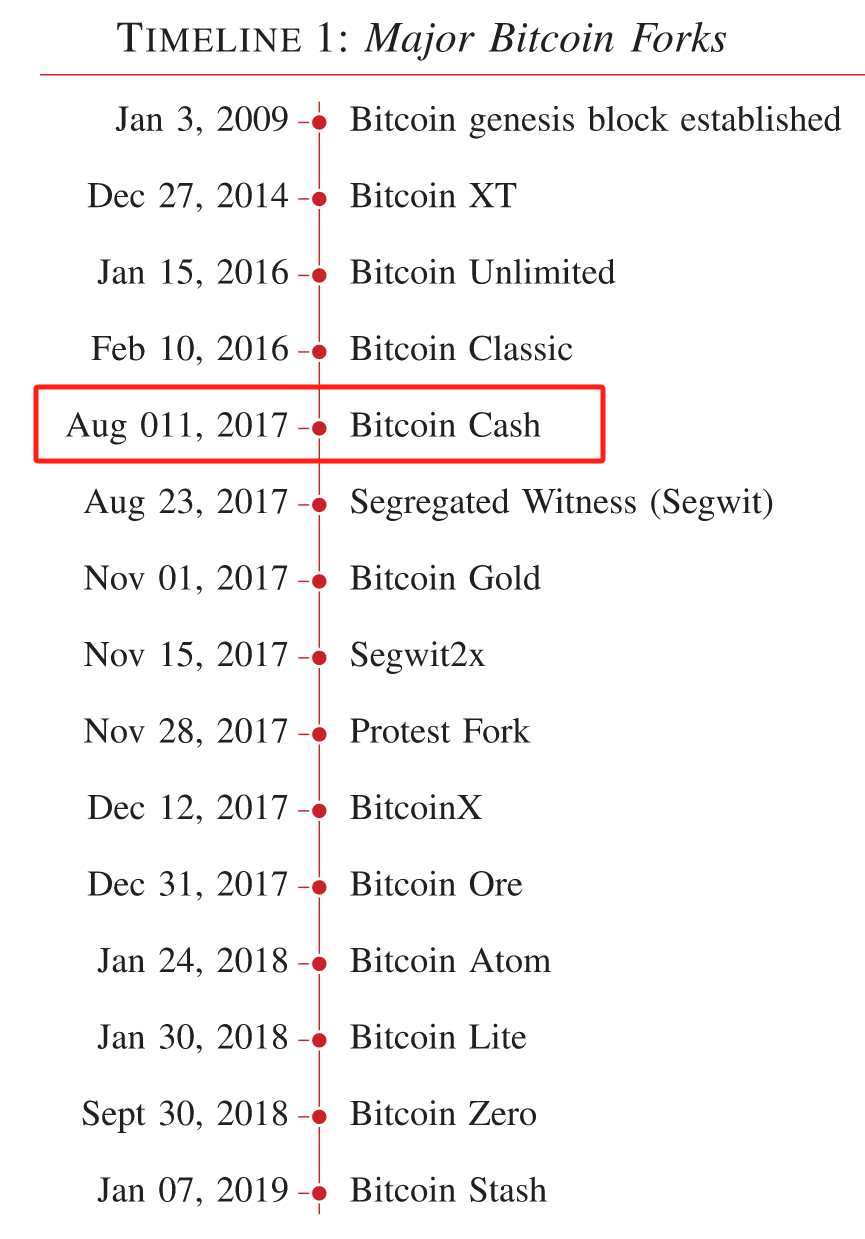 TIMELINE 1: Major Bitcoin Forks
Jan 3, 2009 Bitcoin genesis block established
Dec 27, 2014 Bitcoin XT
Jan 15, 2016 Bitcoin Unlimited
Feb 10, 2016 Bitcoin Classic
Aug 011, 2017 Bitcoin Cash
Aug 23, 2017 Segregated Witness (Segwit)
Nov 01, 2017 Bitcoin Gold
Nov 15, 2017 Segwit2x
Nov 28, 2017 Protest Fork
Dec 12, 2017 BitcoinX
Dec 31, 2017 Bitcoin Ore
Jan 24, 2018 Bitcoin Atom
Jan 30, 2018 Bitcoin Lite
Sept 30, 2018 Bitcoin Zero
Jan 07, 2019 Bitcoin Stash